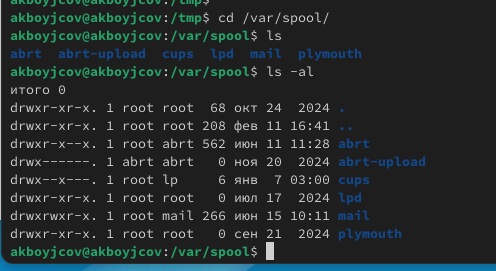 akboyjcov@akboyjcov:/tmp$
akboyjcov@akboyjcov:/tmp$ cd /var/spool/
akboyjcov@akboyjcov:/var/spool$ ls
abrt  abrt-upload  cups  lpd  mail  plymouth
akboyjcov@akboyjcov:/var/spool$ ls -al
итого 0
drwxr-xr-x. 1 root root  68 окт 24  2024 .
drwxr-xr-x. 1 root root 208 фев 11 16:41 ..
drwxr-x--x. 1 root abrt 562 июн 11 11:28 abrt
drwx------. 1 abrt abrt   0 ноя 20  2024 abrt-upload
drwx--x---. 1 root lp     6 янв  7 03:00 cups
drwxr-xr-x. 1 root root   0 июл 17  2024 lpd
drwxrwxr-x. 1 root mail 266 июн 15 10:11 mail
drwxr-xr-x. 1 root root   0 сен 21  2024 plymouth
akboyjcov@akboyjcov:/var/spool$